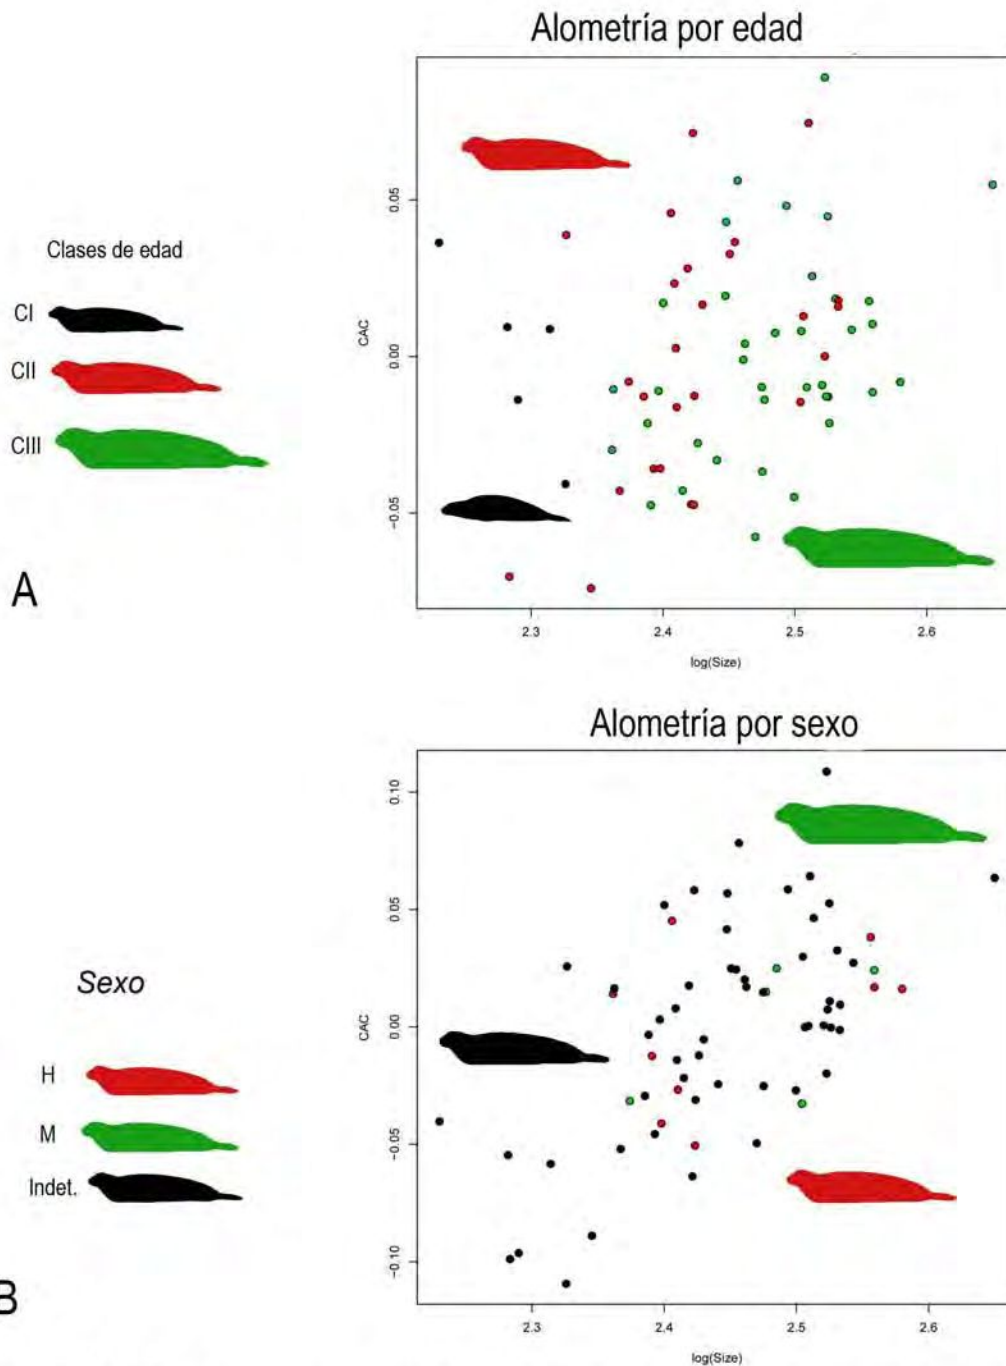 Alometría por edad
Clases de edad
CI
CII
CIII
A
CAC
0.05
0.00
−0.05
2.3 2.4 2.5 2.6
log(Size)
Alometría por sexo
Sexo
H
M
Indet.
B
CAC
0.10
0.05
0.00
−0.05
−0.10
2.3 2.4 2.5 2.6
log(Size)